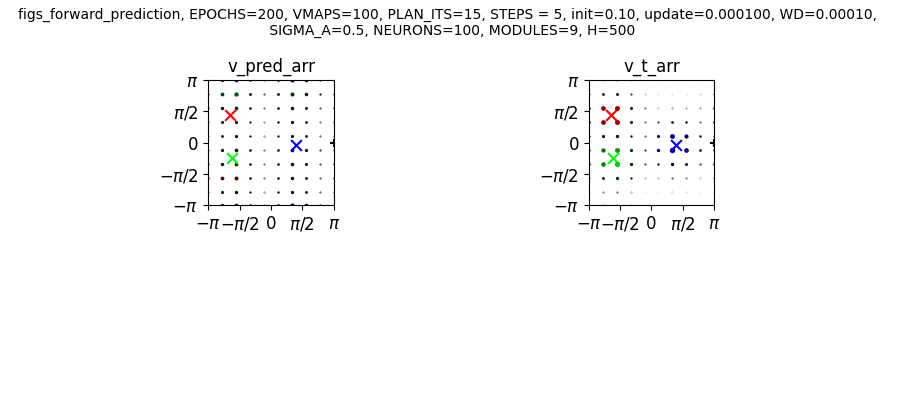 figs_forward_prediction, EPOCHS=200, VMAPS=100, PLAN_ITS=15, STEPS = 5, init=0.10, update=0.000100, WD=0.00010,
SIGMA_A=0.5, NEURONS=100, MODULES=9, H=500
v_pred_arr v_t_arr
π π
π/2 π/2
0 0
−π/2 −π/2
−π −π
−π −π/2 0 π/2 π −π −π/2 0 π/2 π